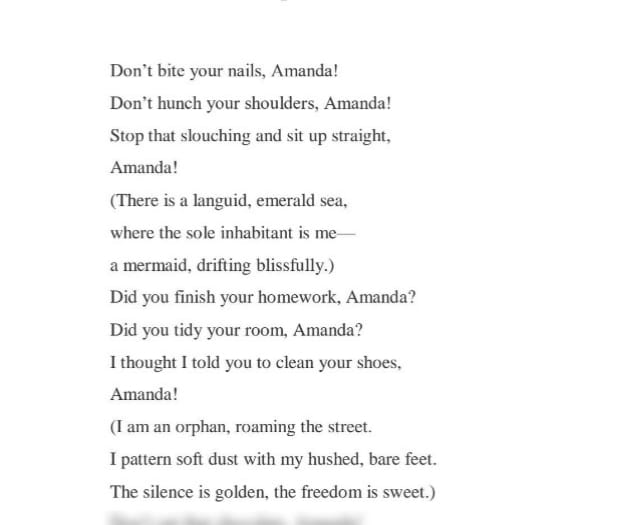 Don’t bite your nails, Amanda!
Don’t hunch your shoulders, Amanda!
Stop that slouching and sit up straight,
Amanda!
(There is a languid, emerald sea,
where the sole inhabitant is me—
a mermaid, drifting blissfully.)
Did you finish your homework, Amanda?
Did you tidy your room, Amanda?
I thought I told you to clean your shoes,
Amanda!
(I am an orphan, roaming the street.
I pattern soft dust with my hushed, bare feet.
The silence is golden, the freedom is sweet.)